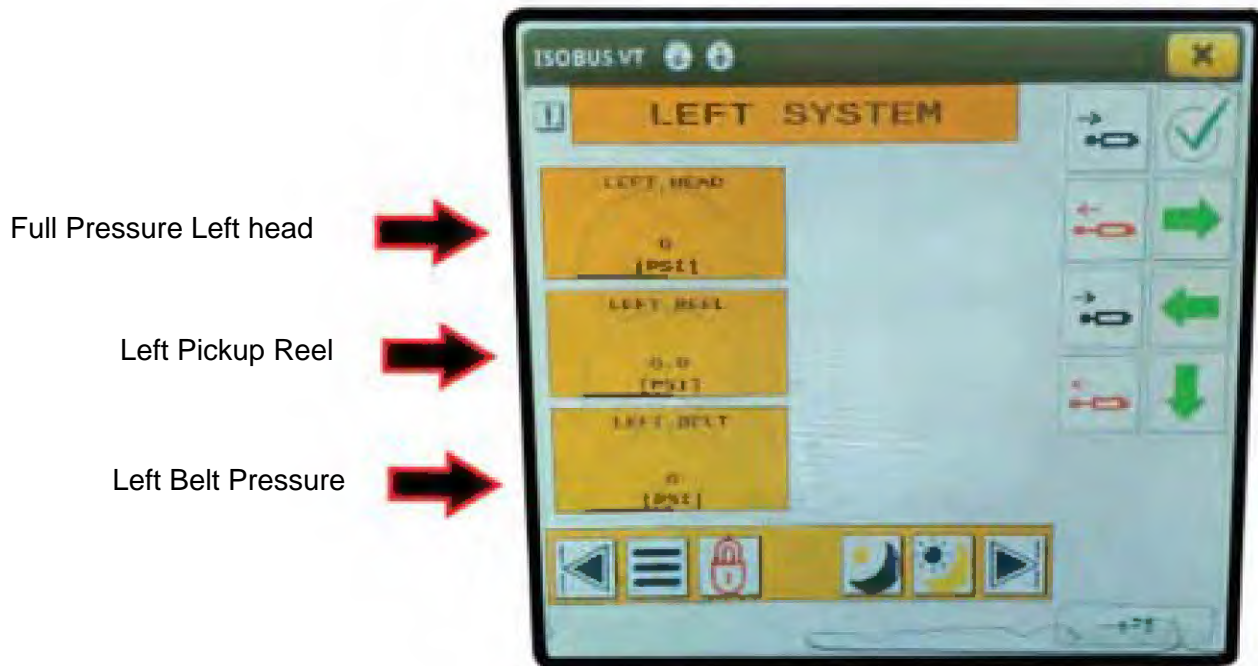 ISOBUS VT
LEFT SYSTEM
Full Pressure Left head
LEFT HEAD
0
[PSI]
Left Pickup Reel
LEFT REEL
0.0
[PSI]
Left Belt Pressure
LEFT BELT
0
[PSI]